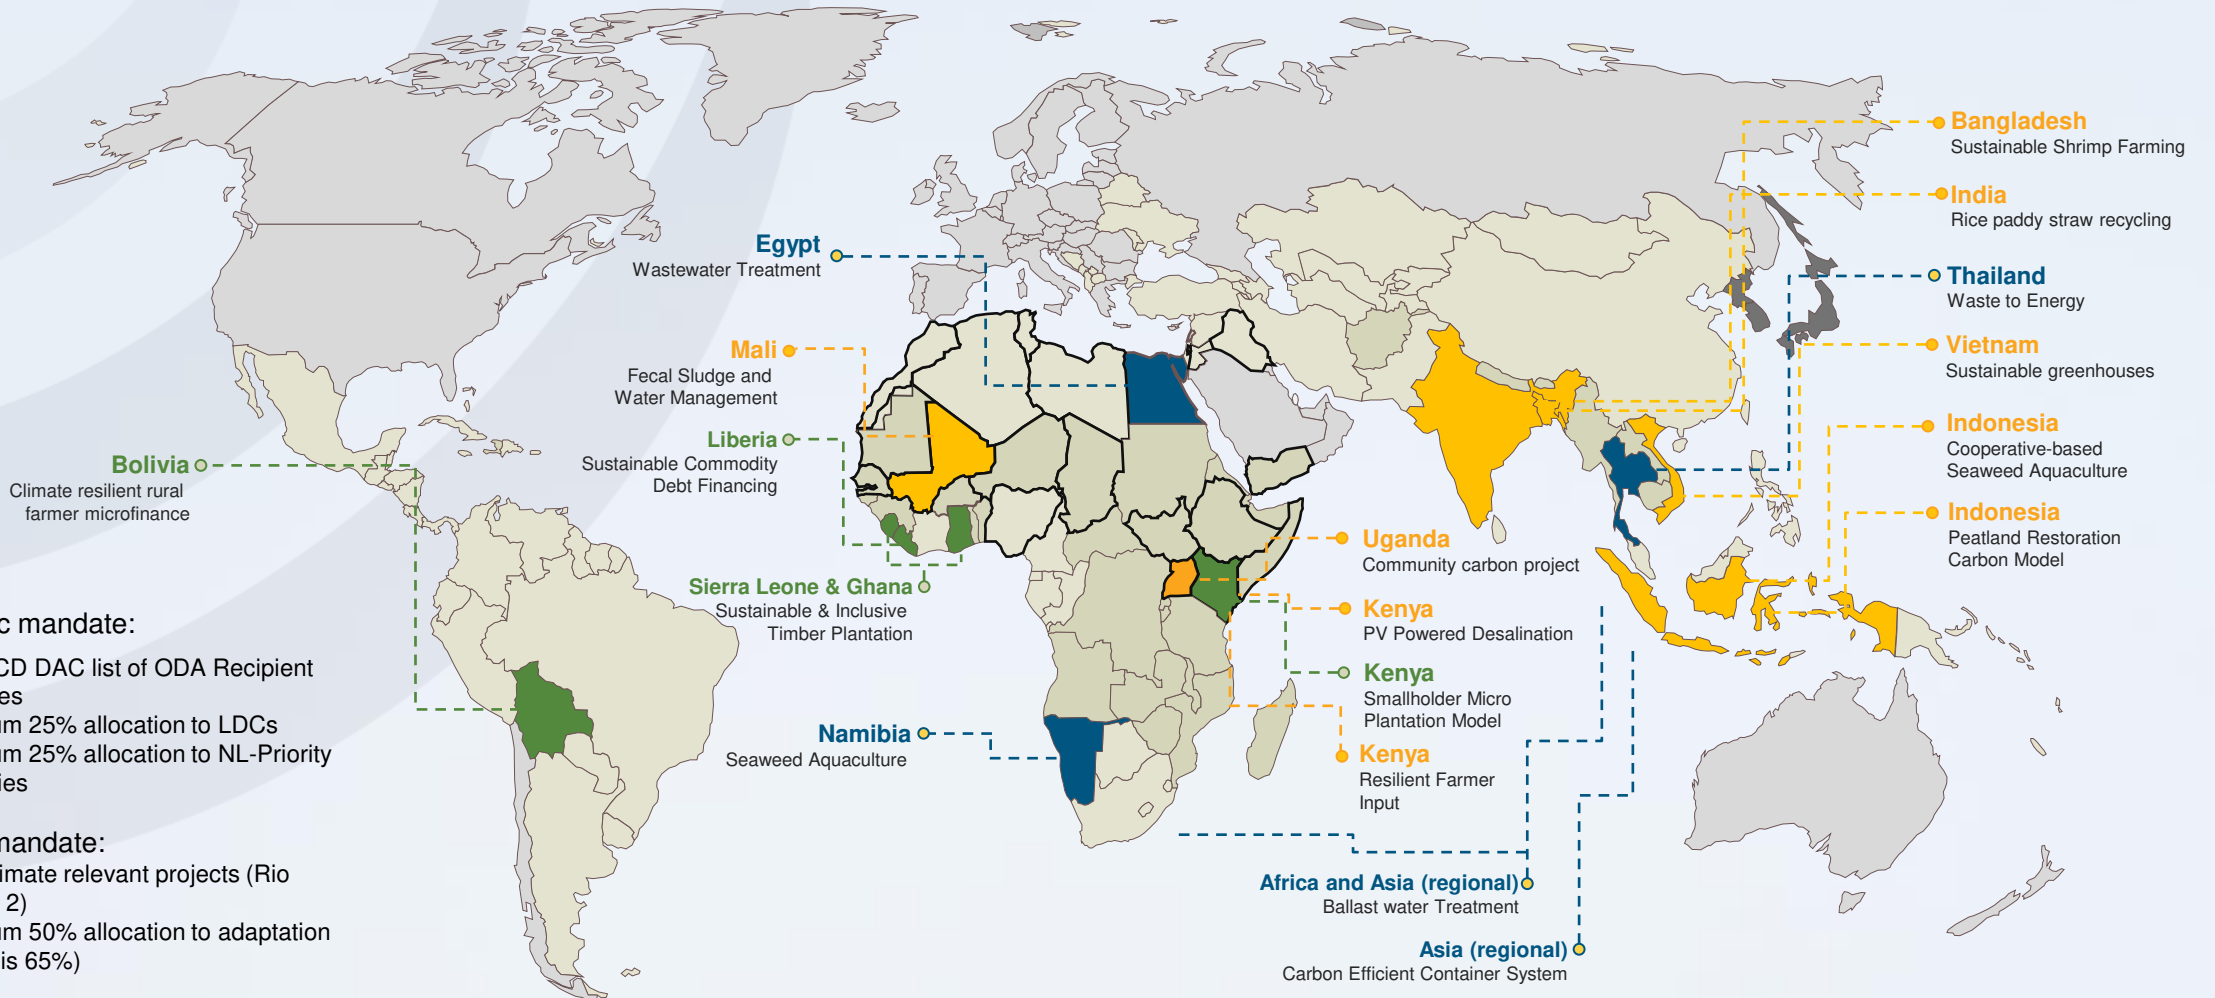 Bangladesh
Sustainable Shrimp Farming
India
Rice paddy straw recycling
Egypt
Wastewater Treatment
Thailand
Waste to Energy
Mali
Fecal Sludge and
Water Management
Vietnam
Sustainable greenhouses
Liberia
Sustainable Commodity
Debt Financing
Indonesia
Cooperative-based
Seaweed Aquaculture
Bolivia
Climate resilient rural
farmer microfinance
Indonesia
Peatland Restoration
Carbon Model
Uganda
Community carbon project
Sierra Leone & Ghana
Sustainable & Inclusive
Timber Plantation
Kenya
PV Powered Desalination
Kenya
Smallholder Micro
Plantation Model
Namibia
Seaweed Aquaculture
Kenya
Resilient Farmer
Input
Africa and Asia (regional)
Ballast water Treatment
Asia (regional)
Carbon Efficient Container System
c mandate:
CD DAC list of ODA Recipient
es
um 25% allocation to LDCs
um 25% allocation to NL-Priority
ies
mandate:
imate relevant projects (Rio
2)
um 50% allocation to adaptation
is 65%)